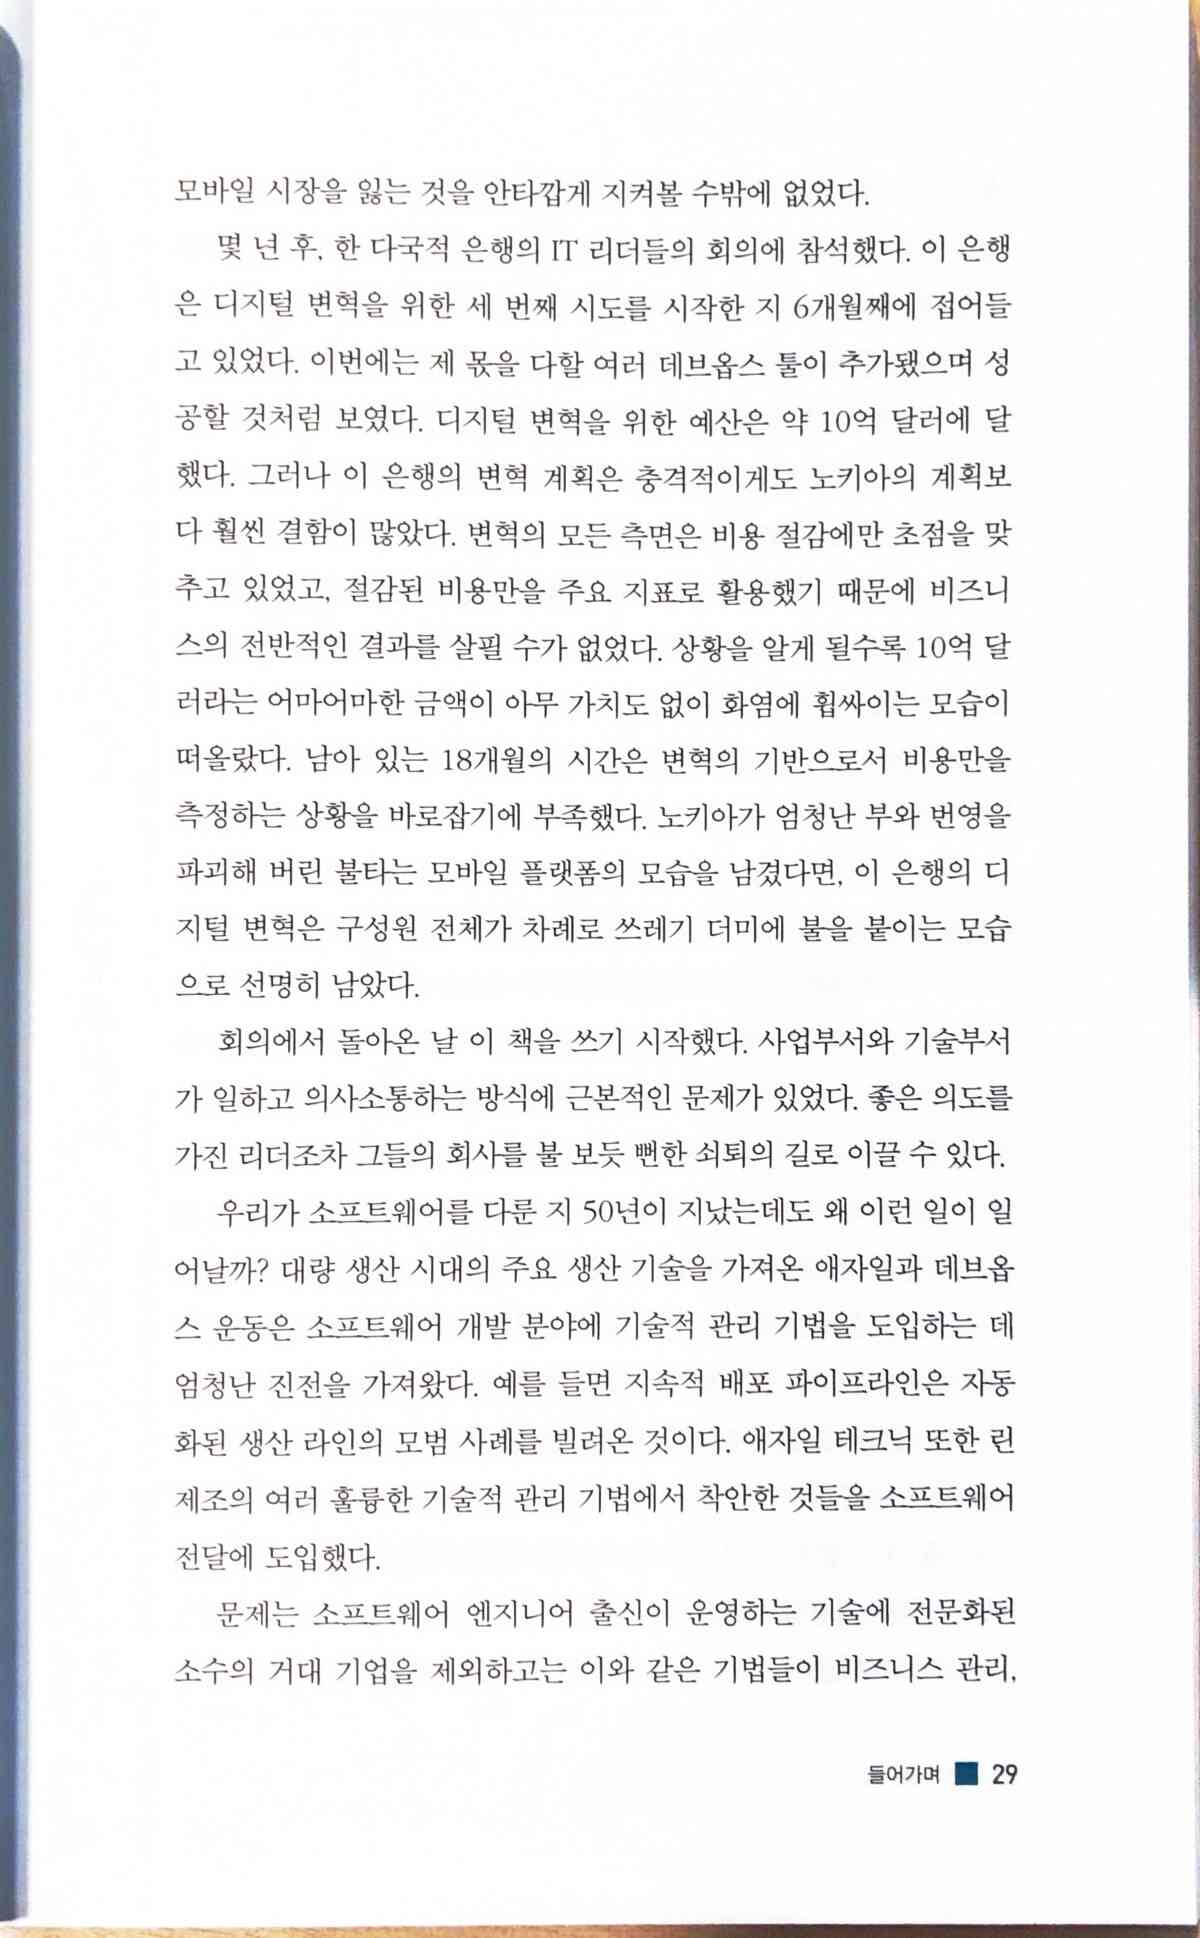 모바일 시장을 잃는 것을 안타깝게 지켜볼 수밖에 없었다.
몇 년 후, 한 다국적 은행의 IT 리더들의 회의에 참석했다. 이 은행
은 디지털 변혁을 위한 세 번째 시도를 시작한 지 6개월째에 접어들
고 있었다. 이번에는 제 몫을 다할 여러 데브옵스 툴이 추가됐으며 성
공할 것처럼 보였다. 디지털 변혁을 위한 예산은 약 10억 달러에 달
했다. 그러나 이 은행의 변혁 계획은 충격적이게도 노키아의 계획보
다 훨씬 결함이 많았다. 변혁의 모든 측면은 비용 절감에만 초점을 맞
추고 있었고, 절감된 비용만을 주요 지표로 활용했기 때문에 비즈니
스의 전반적인 결과를 살필 수가 없었다. 상황을 알게 될수록 10억 달
러라는 어마어마한 금액이 아무 가치도 없이 화염에 휩싸이는 모습이
떠올랐다. 남아 있는 18개월의 시간은 변혁의 기반으로서 비용만을
측정하는 상황을 바로잡기에 부족했다. 노키아가 엄청난 부와 번영을
파괴해 버린 불타는 모바일 플랫폼의 모습을 남겼다면, 이 은행의 디
지털 변혁은 구성원 전체가 차례로 쓰레기 더미에 불을 붙이는 모습
으로 선명히 남았다.
회의에서 돌아온 날 이 책을 쓰기 시작했다. 사업부서와 기술부서
가 일하고 의사소통하는 방식에 근본적인 문제가 있었다. 좋은 의도를
가진 리더조차 그들의 회사를 불 보듯 뻔한 쇠퇴의 길로 이끌 수 있다.
우리가 소프트웨어를 다룬 지 50년이 지났는데도 왜 이런 일이 일
어날까? 대량 생산 시대의 주요 생산 기술을 가져온 애자일과 데브옵
스 운동은 소프트웨어 개발 분야에 기술적 관리 기법을 도입하는 데
엄청난 진전을 가져왔다. 예를 들면 지속적 배포 파이프라인은 자동
화된 생산 라인의 모범 사례를 빌려온 것이다. 애자일 테크닉 또한 린
제조의 여러 훌륭한 기술적 관리 기법에서 착안한 것들을 소프트웨어
전달에 도입했다.
문제는 소프트웨어 엔지니어 출신이 운영하는 기술에 전문화된
소수의 거대 기업을 제외하고는 이와 같은 기법들이 비즈니스 관리,
들어가며 29